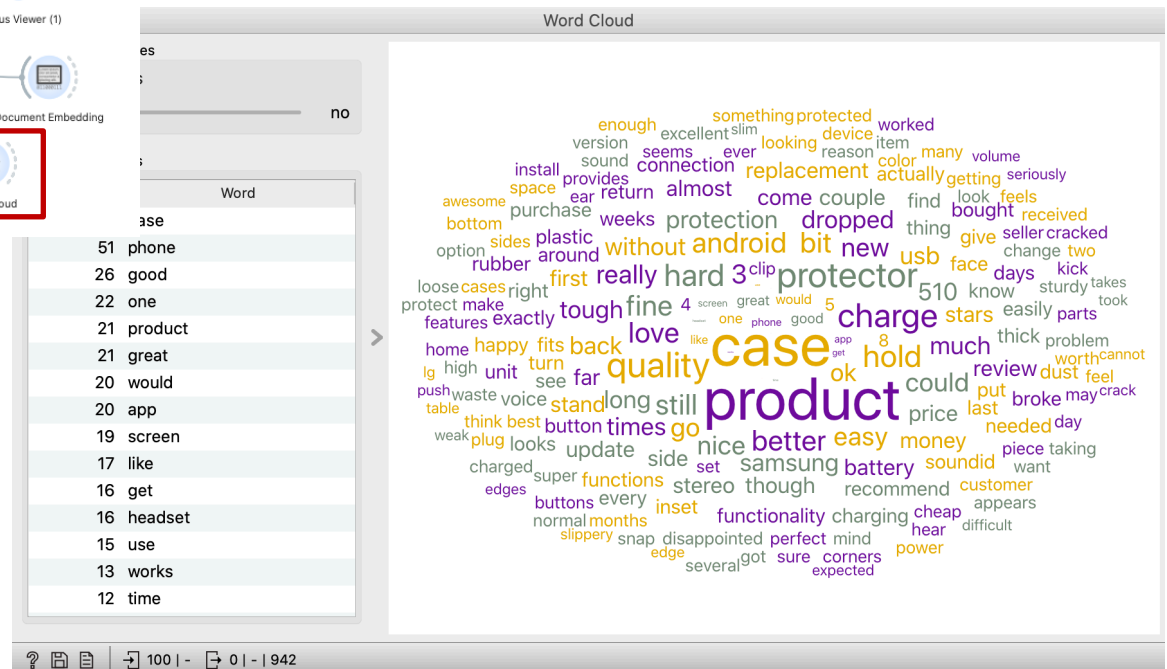 us Viewer (1)
Word Cloud
es
s
no
ocument Embedding
oud
s
Word
ase
51 phone
26 good
22 one
21 product
21 great
20 would
20 app
19 screen
17 like
16 get
16 headset
15 use
13 works
12 time
something protected
enough excellent slim device worked
version looking item
seems ever reason color many volume
sound connection
install provides replacement actually getting seriously
space ear return almost come couple find look feels
awesome purchase bought received
bottom weeks protection dropped thing
sides plastic without android bit new give seller cracked
option around usb change two
rubber face days kick
loose cases right first really hard 3 clip protector 510 know sturdy takes
protect make tough fine 4 screen great would 5 easily took
features exactly one phone good charge stars parts
love like app thick problem
home happy fits back case get 8 hold much worth cannot
lg high unit turn quality ok review dust feel
push see far could put
waste voice stand long still product price last broke may crack
table
think best button times go needed day
weak plug looks update nice better easy money piece taking
charged side set samsung battery soundid want
super functions stereo though recommend customer
edges buttons every inset appears
normal months functionality charging cheap
slippery snap disappointed perfect mind hear difficult
edge several got sure corners power
expected
? 100 | - 0 | - | 942